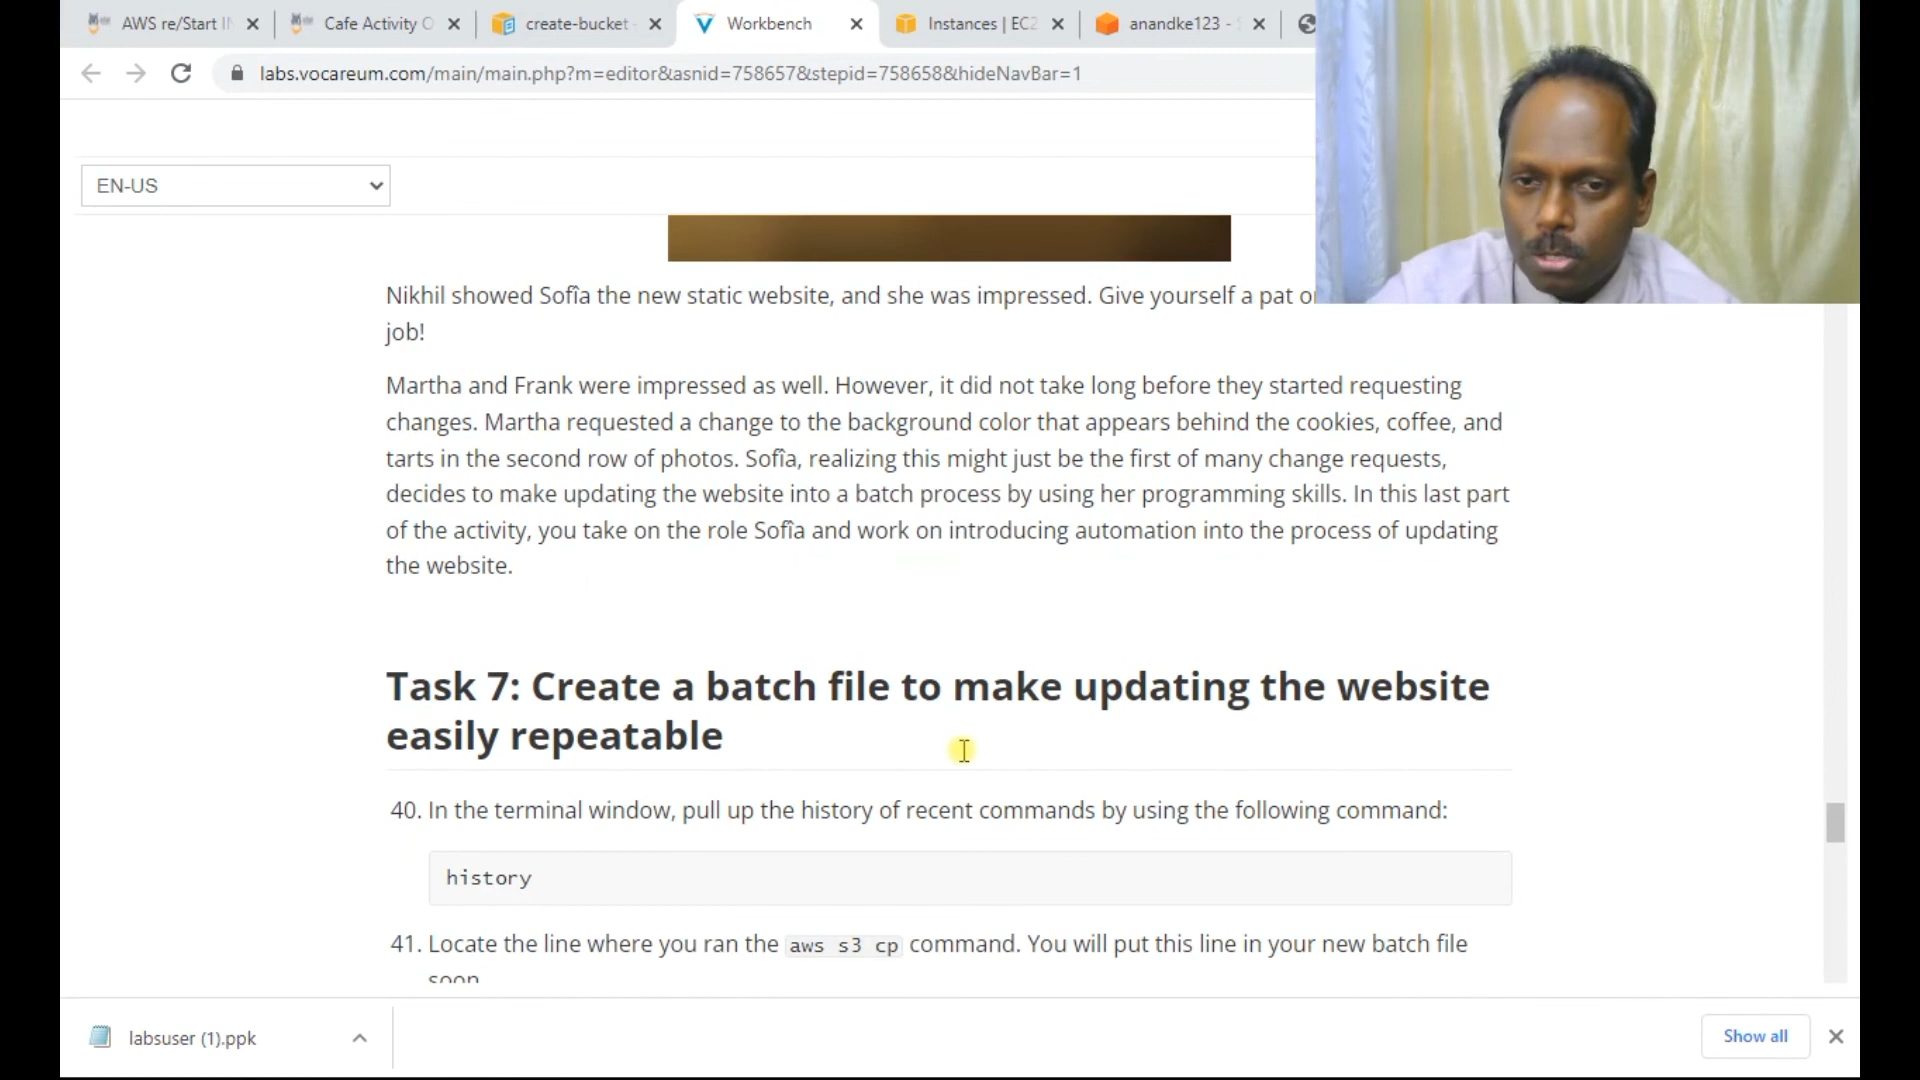 AWS re/Start I
Cafe Activity O
create-bucket
Workbench
Instances | EC2
anandke123 -
labs.vocareum.com/main/main.php?m=editor&asnid=758657&stepid=758658&hideNavBar=1
EN-US
Nikhil showed Sofîa the new static website, and she was impressed. Give yourself a pat
job!
Martha and Frank were impressed as well. However, it did not take long before they started requesting
changes. Martha requested a change to the background color that appears behind the cookies, coffee, and
tarts in the second row of photos. Sofîa, realizing this might just be the first of many change requests,
decides to make updating the website into a batch process by using her programming skills. In this last part
of the activity, you take on the role Sofîa and work on introducing automation into the process of updating
the website.
Task 7: Create a batch file to make updating the website
easily repeatable
40. In the terminal window, pull up the history of recent commands by using the following command:
history
41. Locate the line where you ran the aws s3 cp command. You will put this line in your new batch file
soon
labsuser (1).ppk
Show all